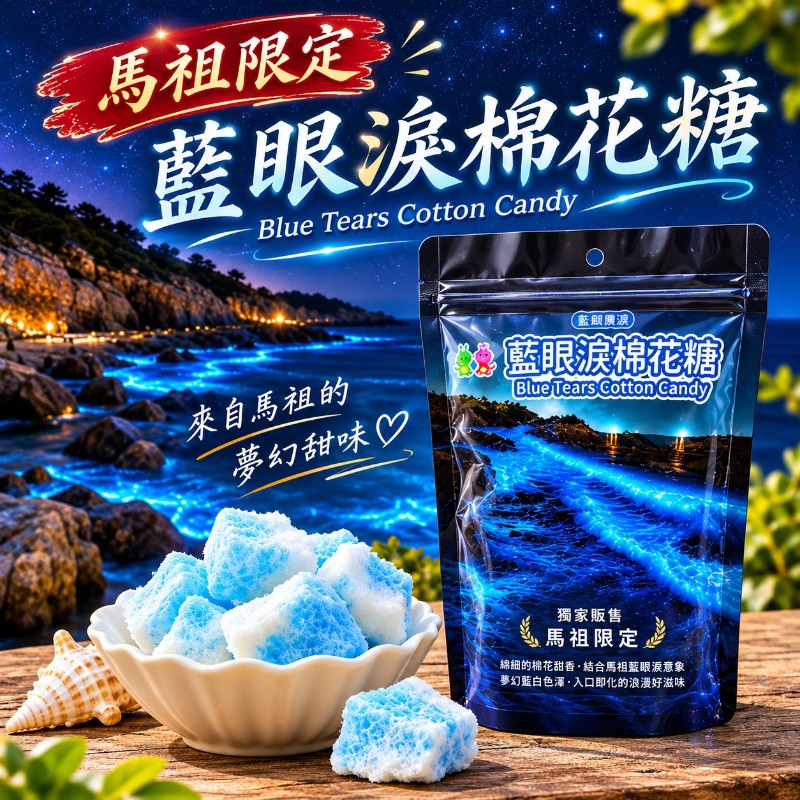 馬祖限定
藍眼淚棉花糖
Blue Tears Cotton Candy
來自馬祖的
夢幻甜味
藍眼淚棉花糖
Blue Tears Cotton Candy
獨家販售
馬祖限定
綿細的棉花甜香·結合馬祖藍眼淚意象
夢幻藍白色澤·入口即化的浪漫好滋味